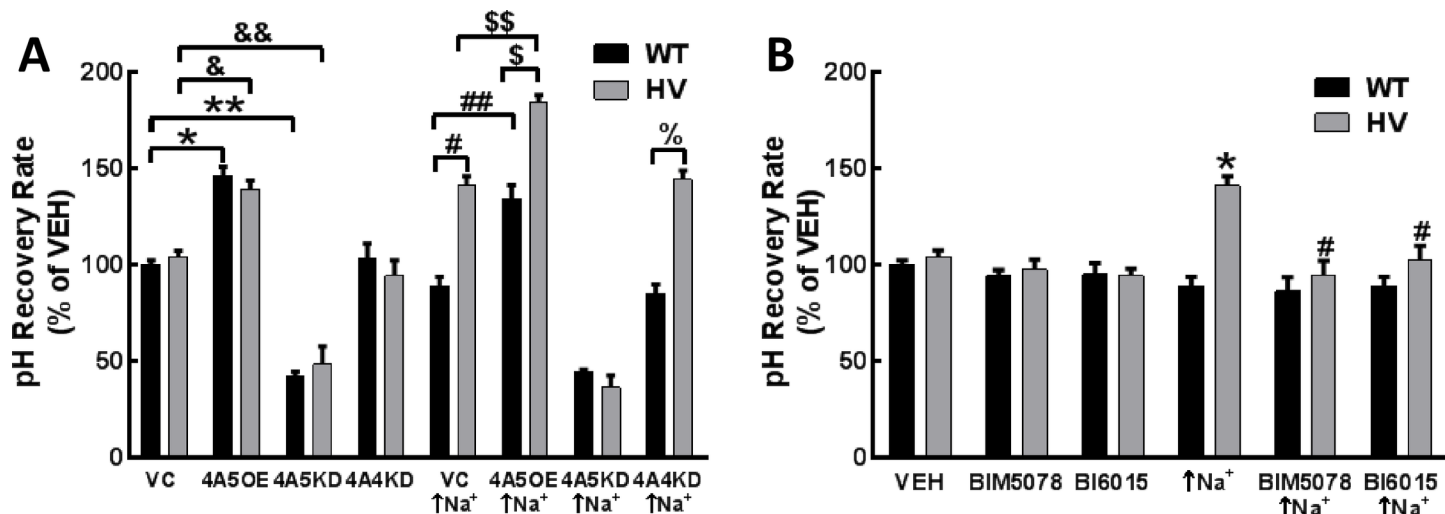 A
pH Recovery Rate
(% of VEH)
200
150
100
50
0
&&
&
**
*
$$
$
##
#
%
WT
HV
VC
4A5OE
4A5KD
4A4KD
VC
↑Na⁺
4A5OE
↑Na⁺
4A5KD
↑Na⁺
4A4KD
↑Na⁺
B
pH Recovery Rate
(% of VEH)
200
150
100
50
0
WT
HV
*
#
#
VEH
BIM5078
BI6015
↑Na⁺
BIM5078
↑Na⁺
BI6015
↑Na⁺